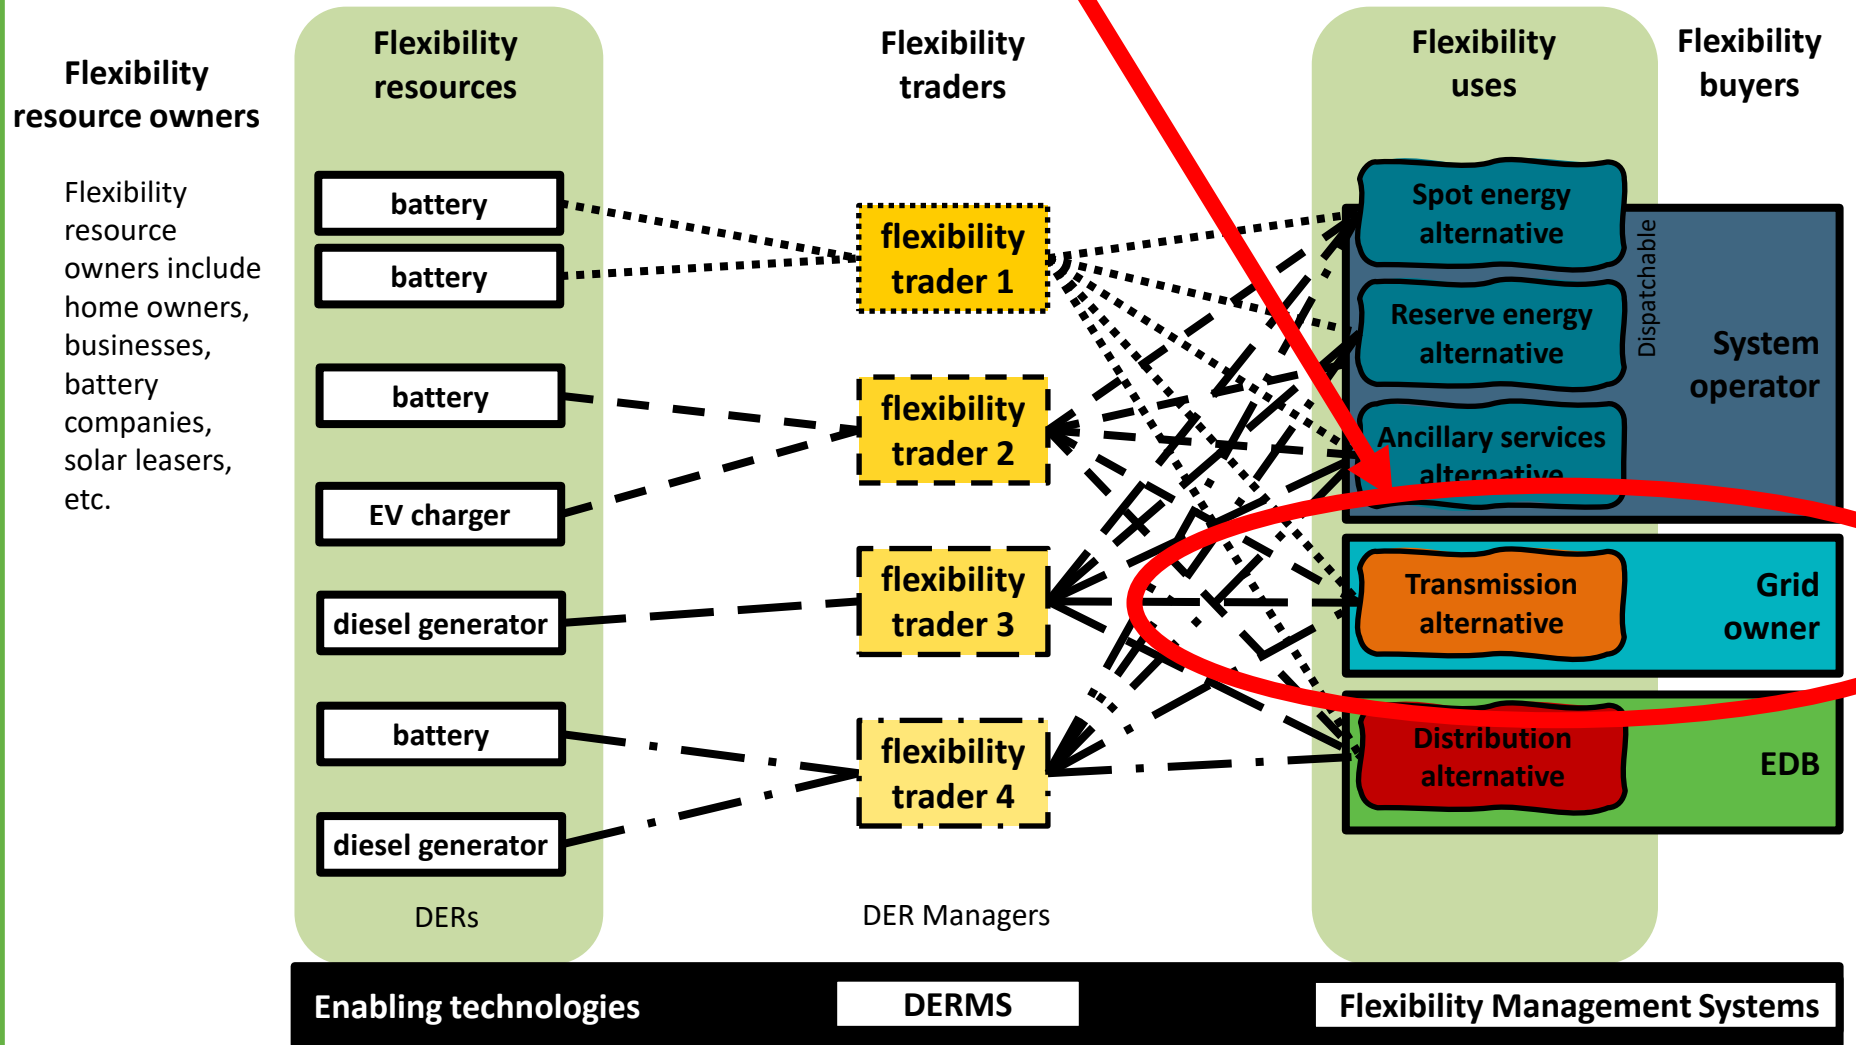 Flexibility
resource owners
Flexibility
resource
owners include
home owners,
businesses,
battery
companies,
solar leasers,
etc.
Flexibility
resources
battery
battery
battery
EV charger
diesel generator
battery
diesel generator
DERs
Flexibility
traders
flexibility
trader 1
flexibility
trader 2
flexibility
trader 3
flexibility
trader 4
DER Managers
Flexibility
uses
Spot energy
alternative
Reserve energy
alternative
Ancillary services
alternative
Transmission
alternative
Distribution
alternative
Dispatchable
Flexibility
buyers
System
operator
Grid
owner
EDB
Enabling technologies
DERMS
Flexibility Management Systems